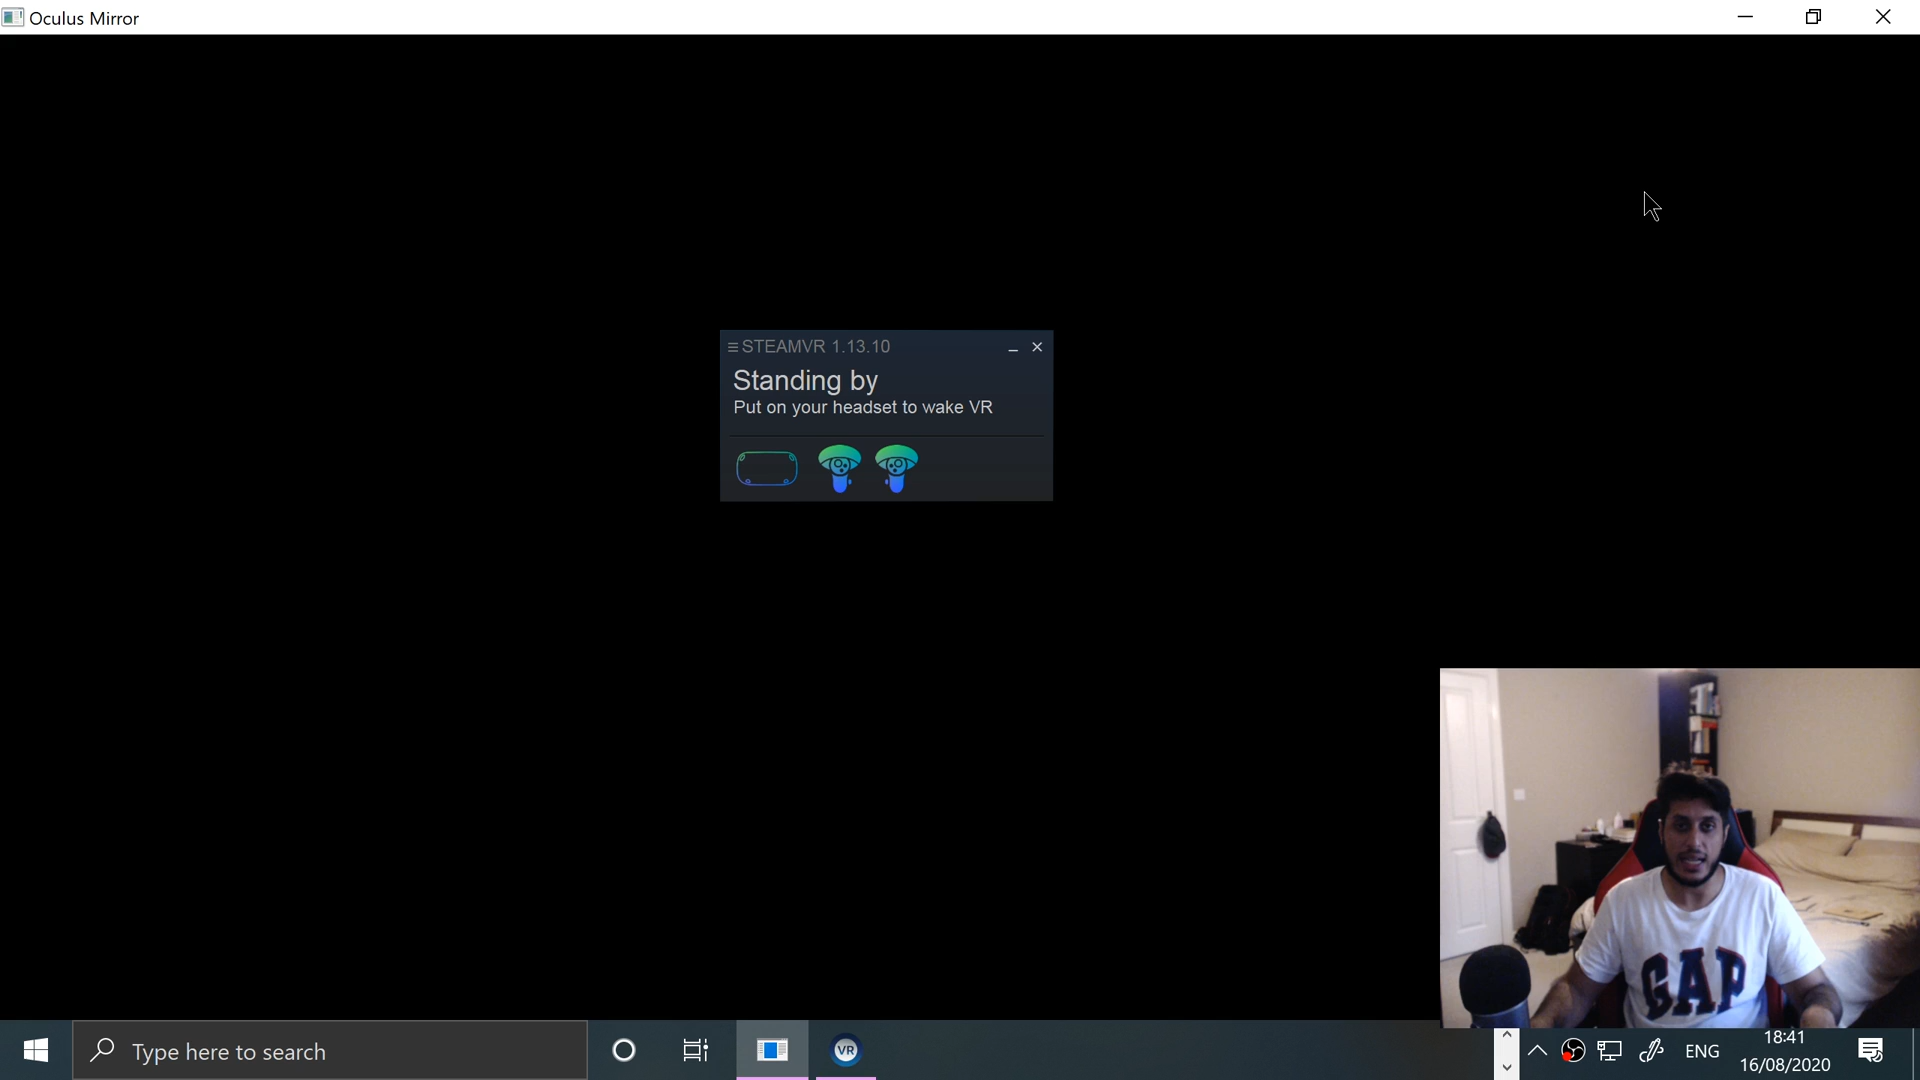 Oculus Mirror
STEAMVR 1.13.10
Standing by
Put on your headset to wake VR
GAP
Type here to search
VR
ENG
18:41
16/08/2020